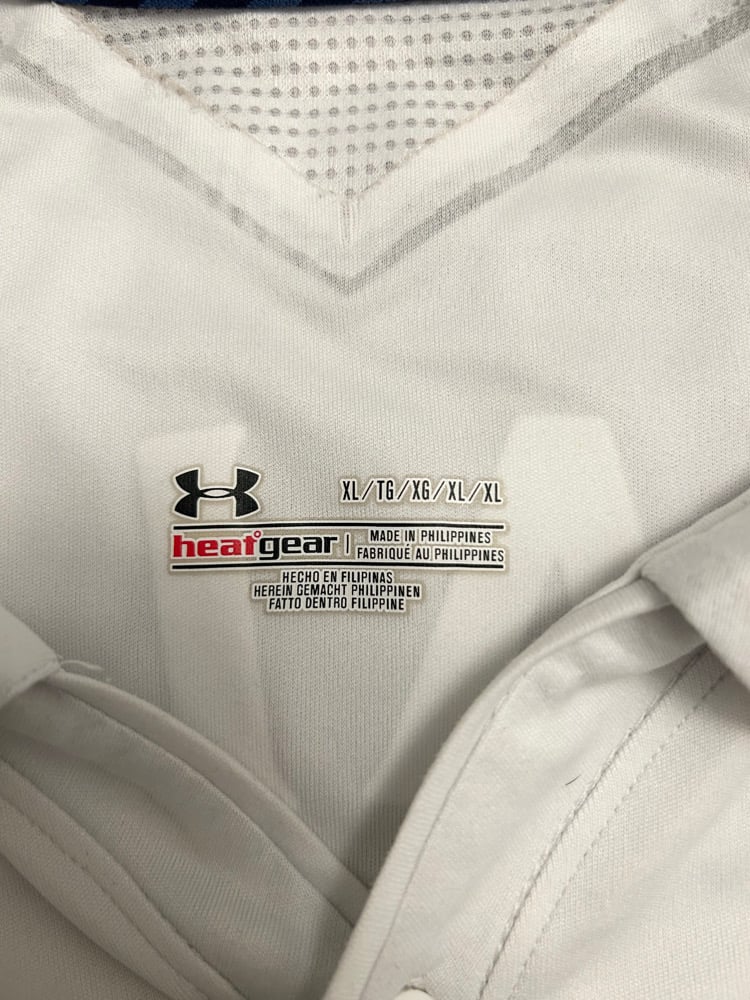 XL/TG/XG/XL/XL
heatgear | MADE IN PHILIPPINES
FABRIQUÉ AU PHILIPPINES
HECHO EN FILIPINAS
HEREIN GEMACHT PHILIPPINEN
FATTO DENTRO FILIPPINE